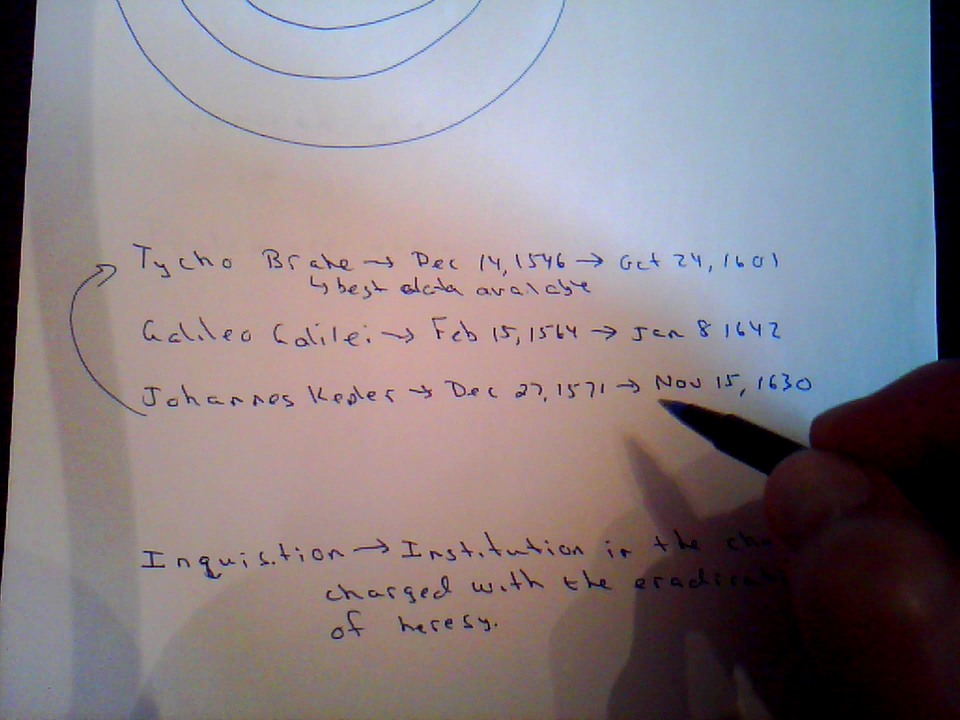 Tycho Brahe → Dec 14, 1546 → Oct 24, 1601
↳ best data available
Galileo Galilei → Feb 15, 1564 → Jan 8 1642
Johannes Kepler → Dec 27, 1571 → Nov 15, 1630
Inquisition → Institution in the
charged with the
of heresy.